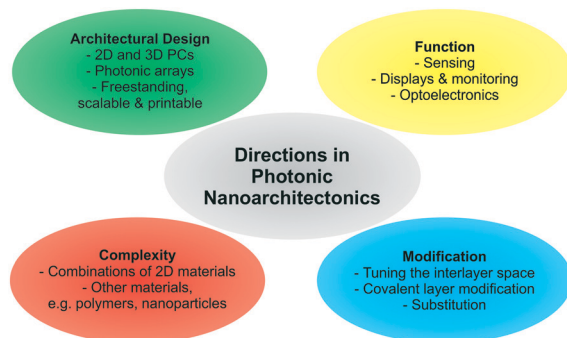 Architectural Design
- 2D and 3D PCs
- Photonic arrays
- Freestanding,
scalable & printable
Function
- Sensing
- Displays & monitoring
- Optoelectronics
Directions in
Photonic
Nanoarchitectonics
Complexity
- Combinations of 2D materials
- Other materials,
e.g. polymers, nanoparticles
Modification
- Tuning the interlayer space
- Covalent layer modification
- Substitution